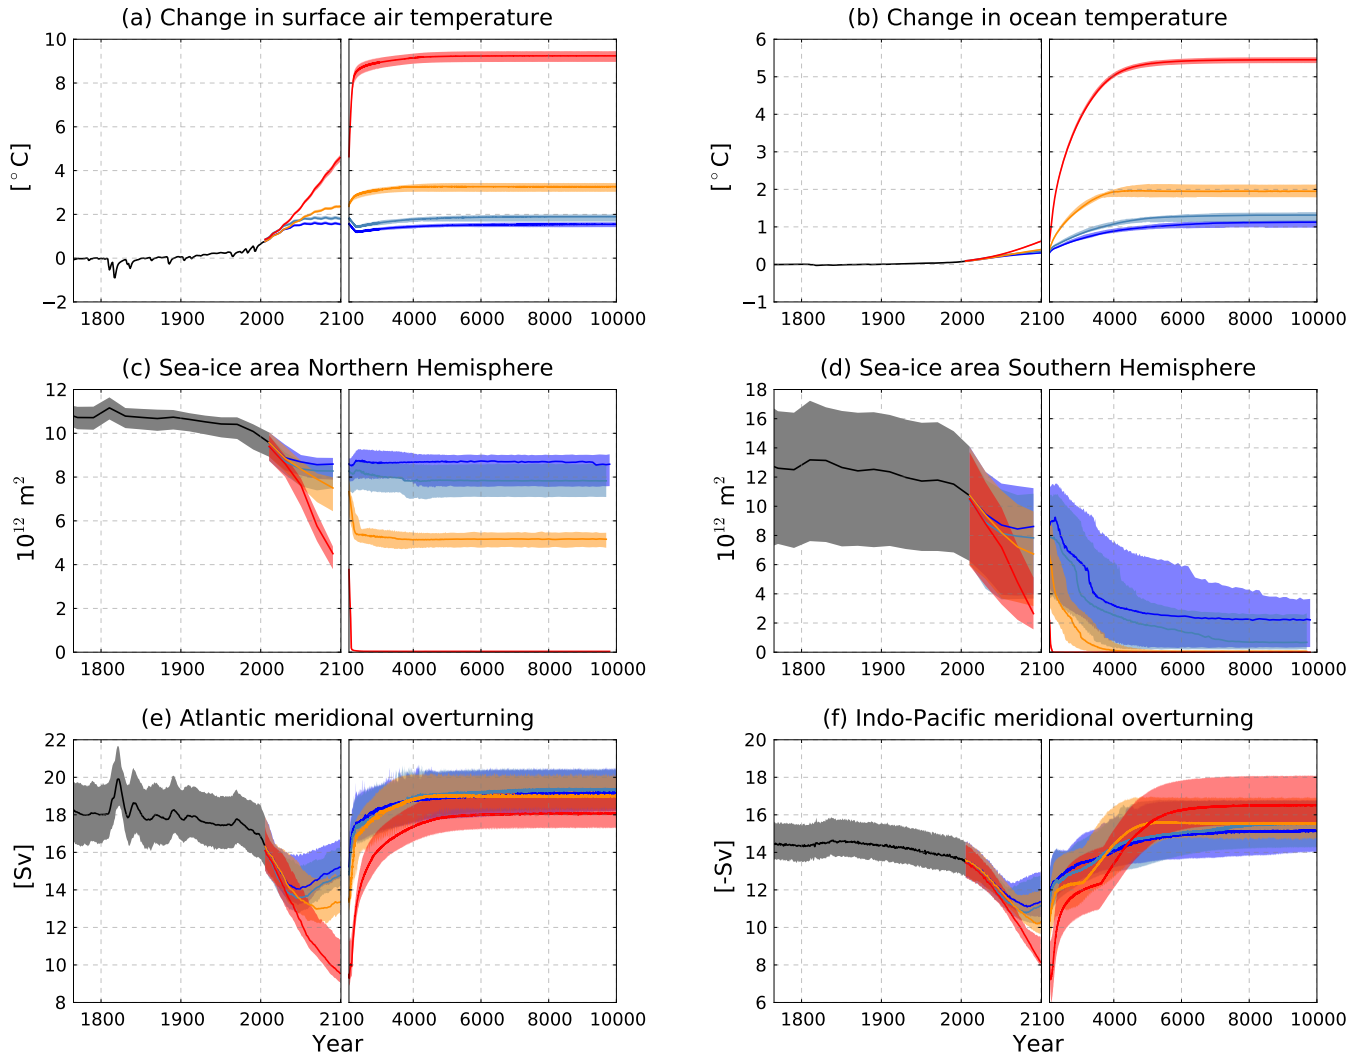 (a) Change in surface air temperature
(b) Change in ocean temperature
10
8
6
4
2
0
−2
[°C]
1800 1900 2000 2100 4000 6000 8000 10000
6
5
4
3
2
1
0
−1
[°C]
1800 1900 2000 2100 4000 6000 8000 10000
(c) Sea-ice area Northern Hemisphere
(d) Sea-ice area Southern Hemisphere
12
10
8
6
4
2
0
10¹² m²
1800 1900 2000 2100 4000 6000 8000 10000
18
16
14
12
10
8
6
4
2
0
10¹² m²
1800 1900 2000 2100 4000 6000 8000 10000
(e) Atlantic meridional overturning
(f) Indo-Pacific meridional overturning
22
20
18
16
14
12
10
8
[Sv]
1800 1900 2000 2100 4000 6000 8000 10000
Year
20
18
16
14
12
10
8
6
[-Sv]
1800 1900 2000 2100 4000 6000 8000 10000
Year